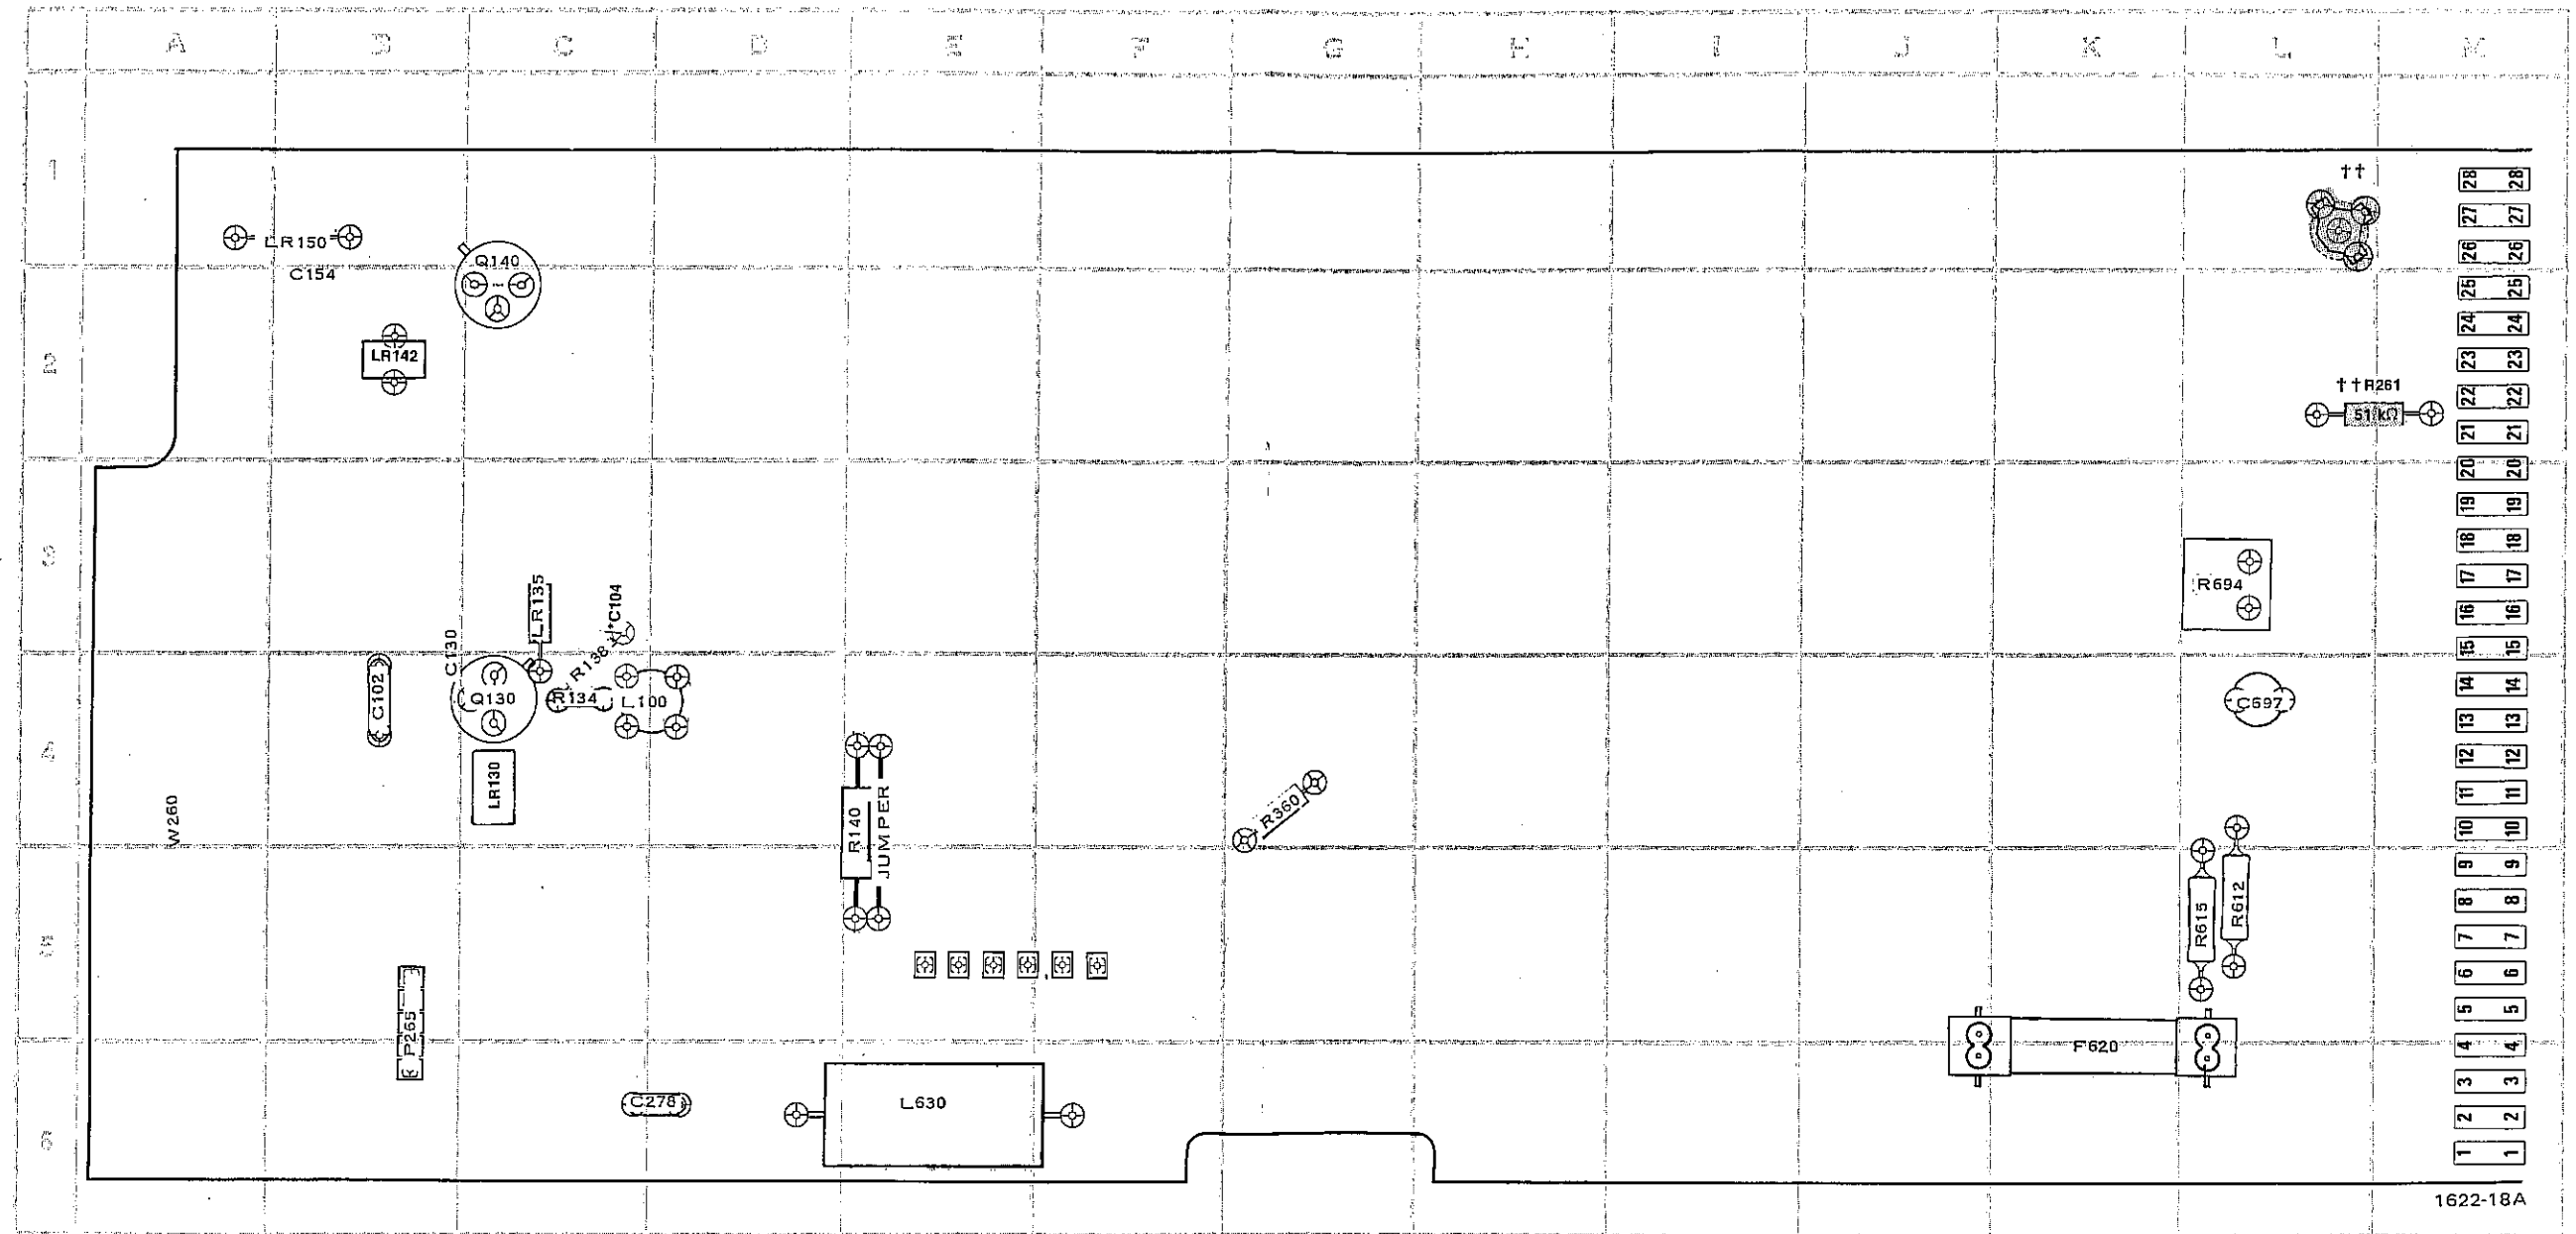 A B C D E F G H I J K L M
1
††
28 28
27 27
LR150
26 26
Q140
C154
25 25
24 24
LR142
23 23
2
††R261
22 22
51 kΩ
21 21
20 20
19 19
18 18
3
17 17
R694
LR135
*C104
16 16
C130
R138
15 15
14 14
C102
Q130
R134
L100
C697
13 13
4
12 12
LR130
11 11
R360
W260
R140
JUMPER
10 10
9 9
8 8
R615
R612
7 7
5
6 6
5 5
P265
F620
4 4
3 3
C278
L630
2 2
6
1 1
1622-18A